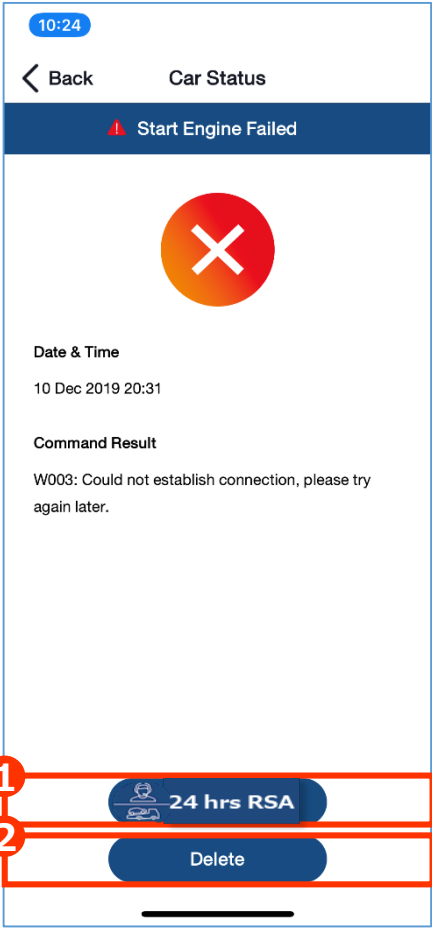 10:24
Back
Car Status
Start Engine Failed
Date & Time
10 Dec 2019 20:31
Command Result
W003: Could not establish connection, please try
again later.
1
24 hrs RSA
2
Delete